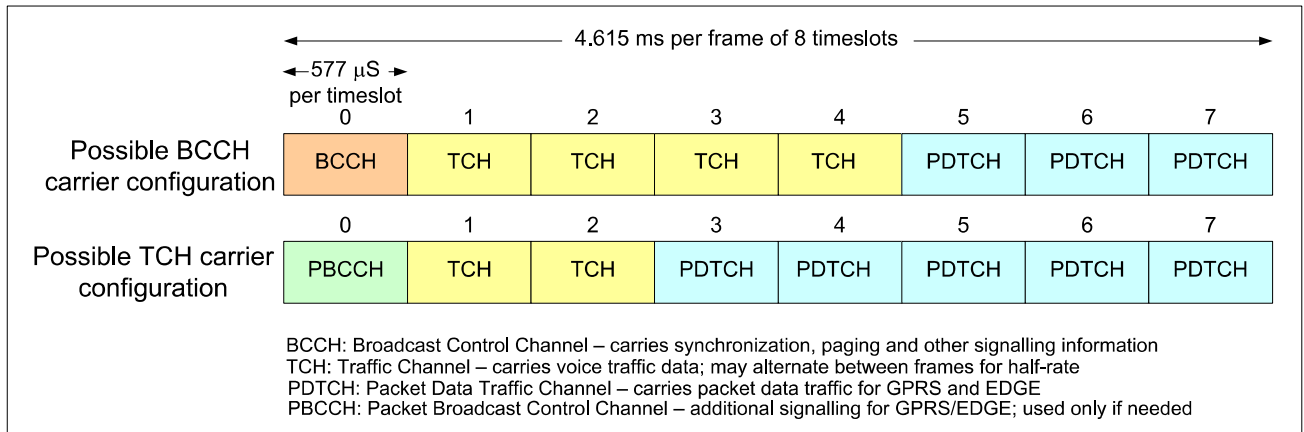 4.615 ms per frame of 8 timeslots
577 μS
per timeslot
0 1 2 3 4 5 6 7
Possible BCCH
carrier configuration
BCCH TCH TCH TCH TCH PDTCH PDTCH PDTCH
0 1 2 3 4 5 6 7
Possible TCH carrier
configuration
PBCCH TCH TCH PDTCH PDTCH PDTCH PDTCH PDTCH
BCCH: Broadcast Control Channel – carries synchronization, paging and other signalling information
TCH: Traffic Channel – carries voice traffic data; may alternate between frames for half-rate
PDTCH: Packet Data Traffic Channel – carries packet data traffic for GPRS and EDGE
PBCCH: Packet Broadcast Control Channel – additional signalling for GPRS/EDGE; used only if needed